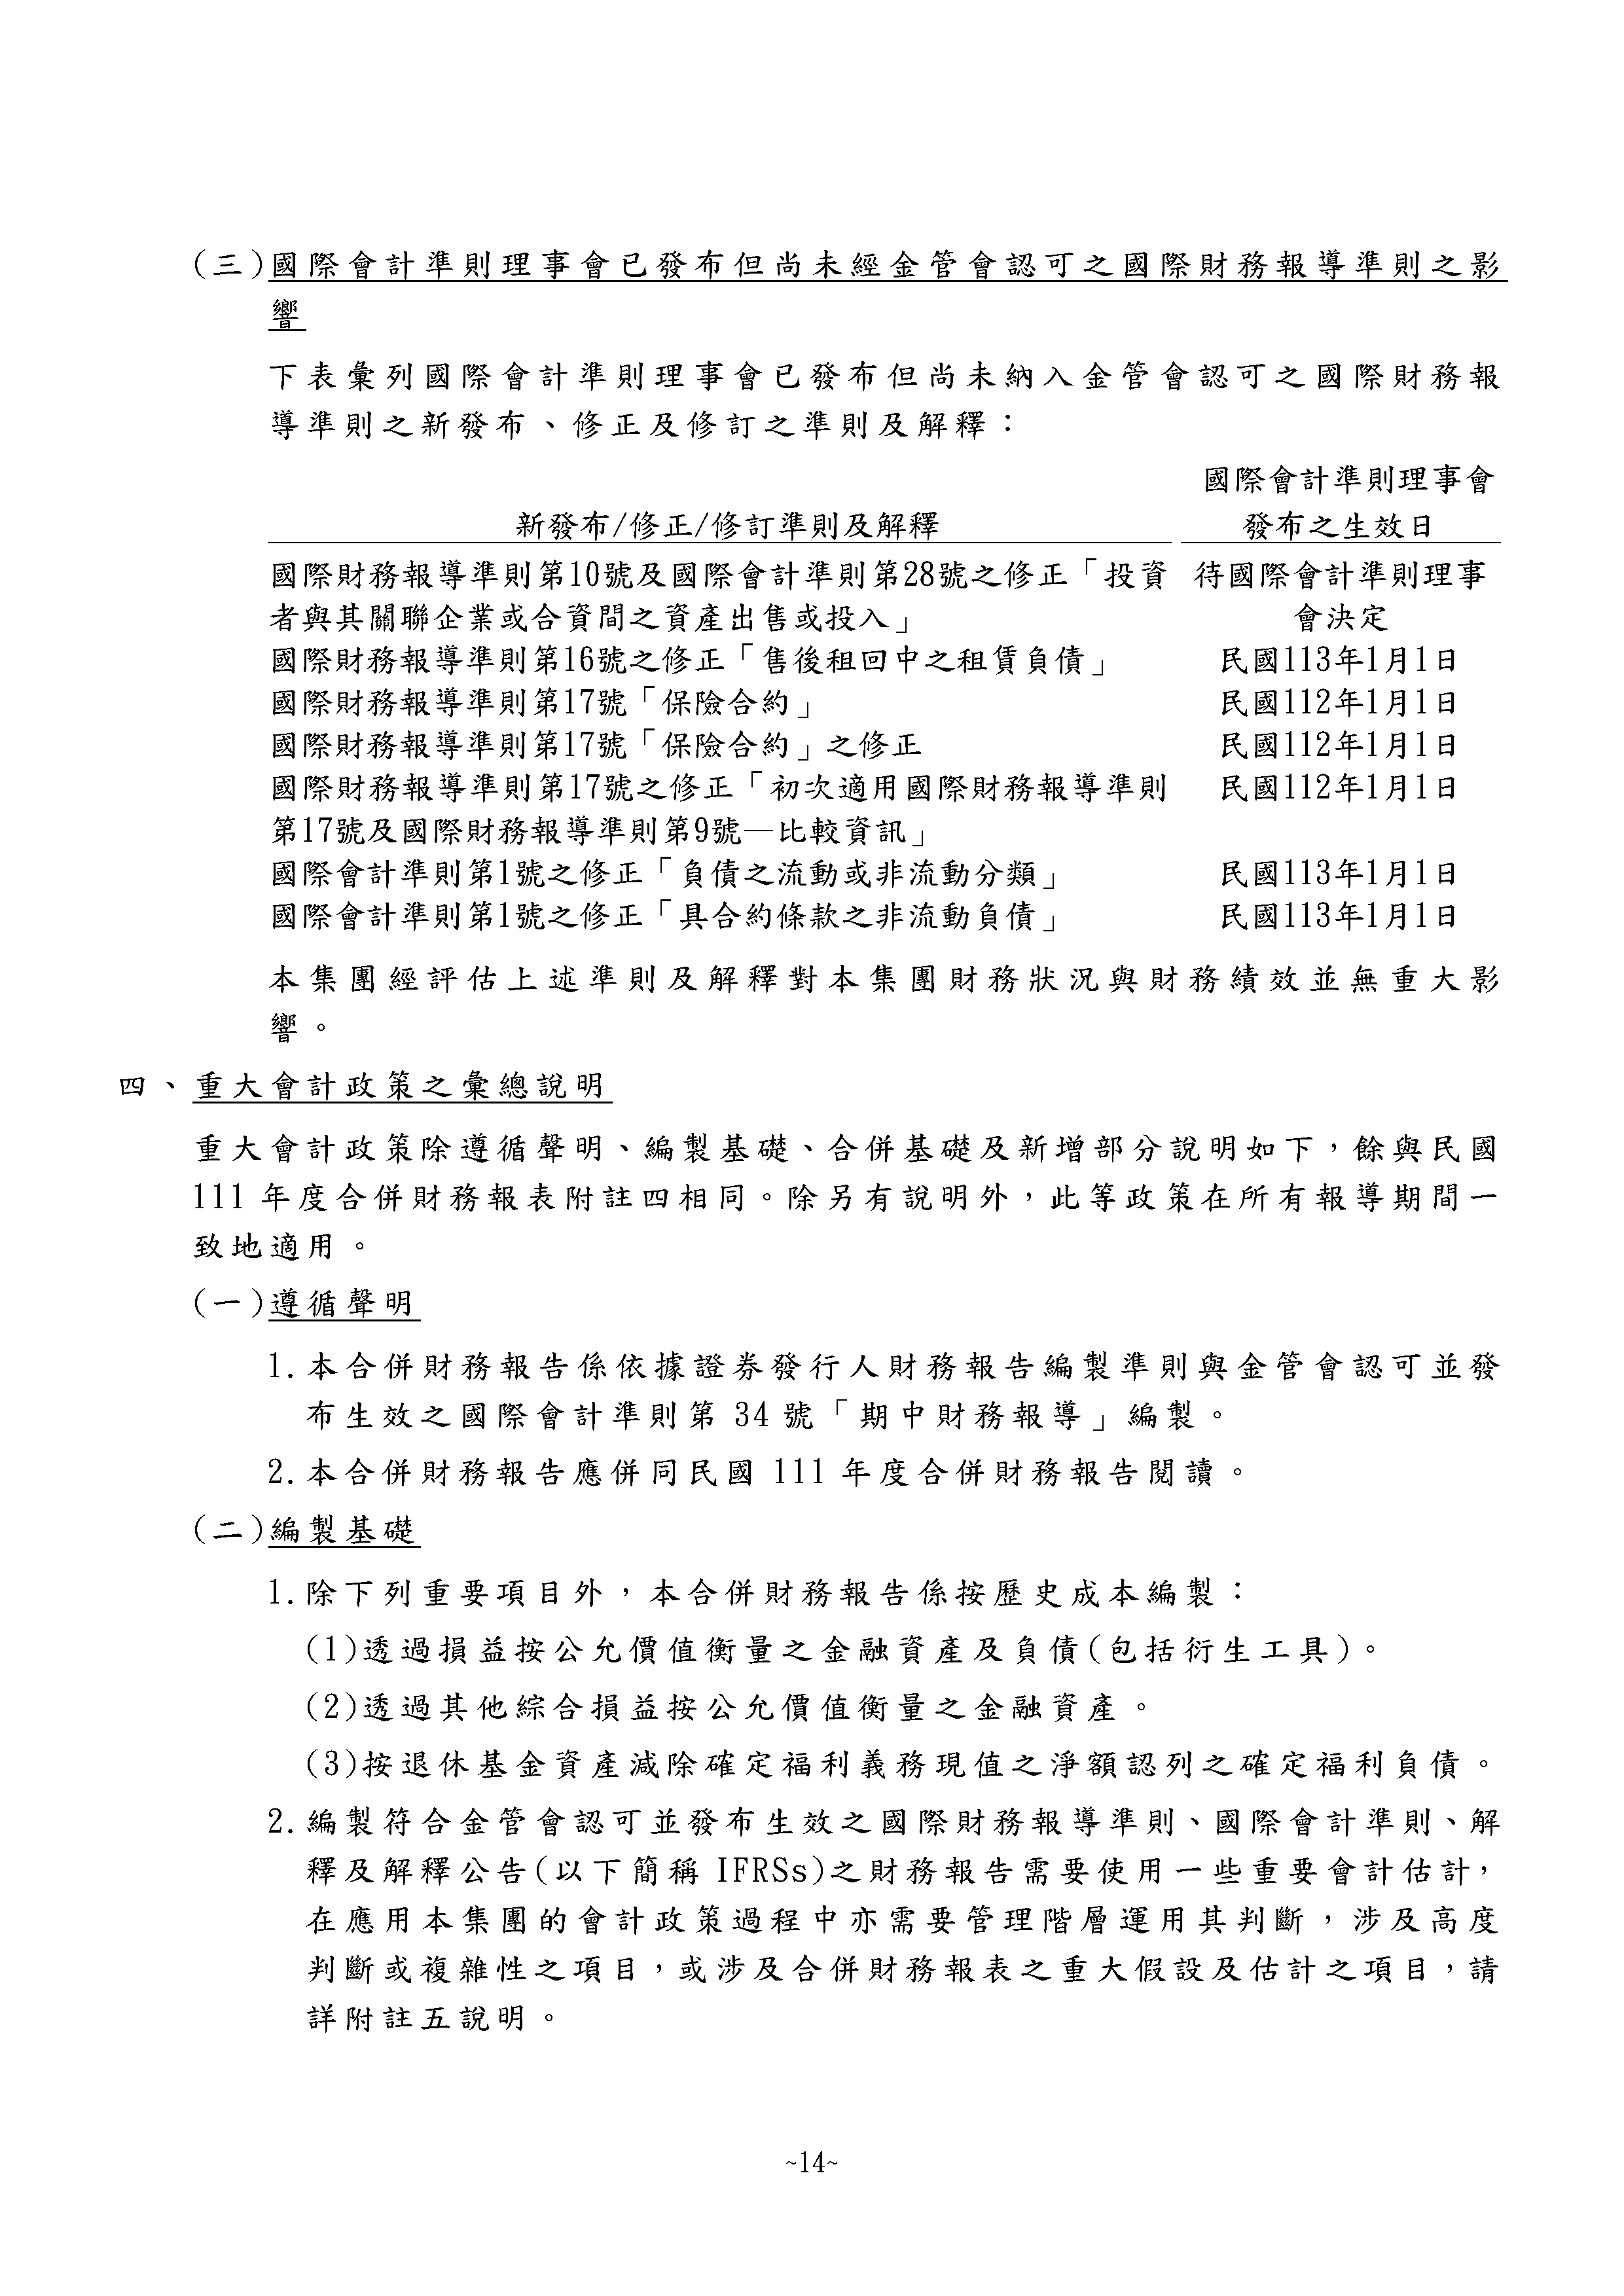 (三)國際會計準則理事會已發布但尚未經金管會認可之國際財務報導準則之影
響
下表彙列國際會計準則理事會已發布但尚未納入金管會認可之國際財務報
導準則之新發布、修正及修訂之準則及解釋：
國際會計準則理事會
新發布/修正/修訂準則及解釋 發布之生效日
國際財務報導準則第10號及國際會計準則第28號之修正「投資 待國際會計準則理事
者與其關聯企業或合資間之資產出售或投入」 會決定
國際財務報導準則第16號之修正「售後租回中之租賃負債」 民國113年1月1日
國際財務報導準則第17號「保險合約」 民國112年1月1日
國際財務報導準則第17號「保險合約」之修正 民國112年1月1日
國際財務報導準則第17號之修正「初次適用國際財務報導準則 民國112年1月1日
第17號及國際財務報導準則第9號—比較資訊」
國際會計準則第1號之修正「負債之流動或非流動分類」 民國113年1月1日
國際會計準則第1號之修正「具合約條款之非流動負債」 民國113年1月1日
本集團經評估上述準則及解釋對本集團財務狀況與財務績效並無重大影
響。
四、重大會計政策之彙總說明
重大會計政策除遵循聲明、編製基礎、合併基礎及新增部分說明如下，餘與民國
111 年度合併財務報表附註四相同。除另有說明外，此等政策在所有報導期間一
致地適用。
(一)遵循聲明
1.本合併財務報告係依據證券發行人財務報告編製準則與金管會認可並發
布生效之國際會計準則第 34 號「期中財務報導」編製。
2.本合併財務報告應併同民國 111 年度合併財務報告閱讀。
(二)編製基礎
1.除下列重要項目外，本合併財務報告係按歷史成本編製：
(1)透過損益按公允價值衡量之金融資產及負債(包括衍生工具)。
(2)透過其他綜合損益按公允價值衡量之金融資產。
(3)按退休基金資產減除確定福利義務現值之淨額認列之確定福利負債。
2.編製符合金管會認可並發布生效之國際財務報導準則、國際會計準則、解
釋及解釋公告(以下簡稱 IFRSs)之財務報告需要使用一些重要會計估計，
在應用本集團的會計政策過程中亦需要管理階層運用其判斷，涉及高度
判斷或複雜性之項目，或涉及合併財務報表之重大假設及估計之項目，請
詳附註五說明。
~14~